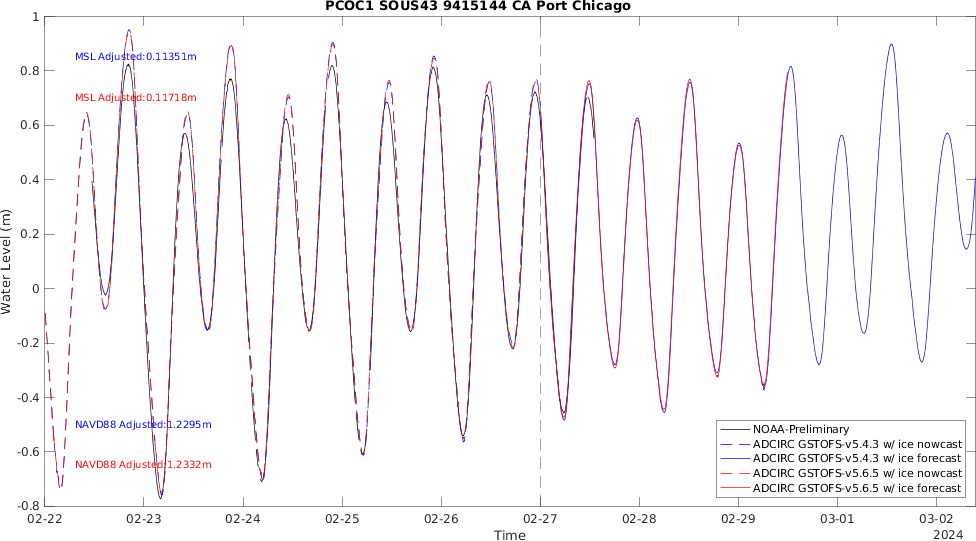 PCOC1 SOUS43 9415144 CA Port Chicago
1
0.8
0.6
0.4
0.2
0
-0.2
-0.4
-0.6
-0.8
Water Level (m)
MSL Adjusted:0.11351m
MSL Adjusted:0.11718m
NAVD88 Adjusted:1.2295m
NAVD88 Adjusted:1.2332m
NOAA-Preliminary
ADCIRC GSTOFS-v5.4.3 w/ ice nowcast
ADCIRC GSTOFS-v5.4.3 w/ ice forecast
ADCIRC GSTOFS-v5.6.5 w/ ice nowcast
ADCIRC GSTOFS-v5.6.5 w/ ice forecast
02-22 02-23 02-24 02-25 02-26 02-27 02-28 02-29 03-01 03-02
Time
2024